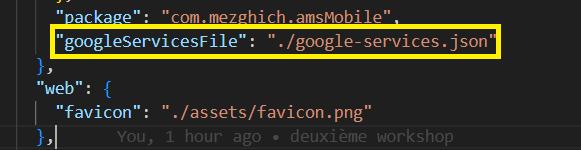 "package": "com.mezghich.amsMobile",
"googleServicesFile": "./google-services.json"
},
"web": {
"favicon": "./assets/favicon.png"
},
You, 1 hour ago • deuxième workshop